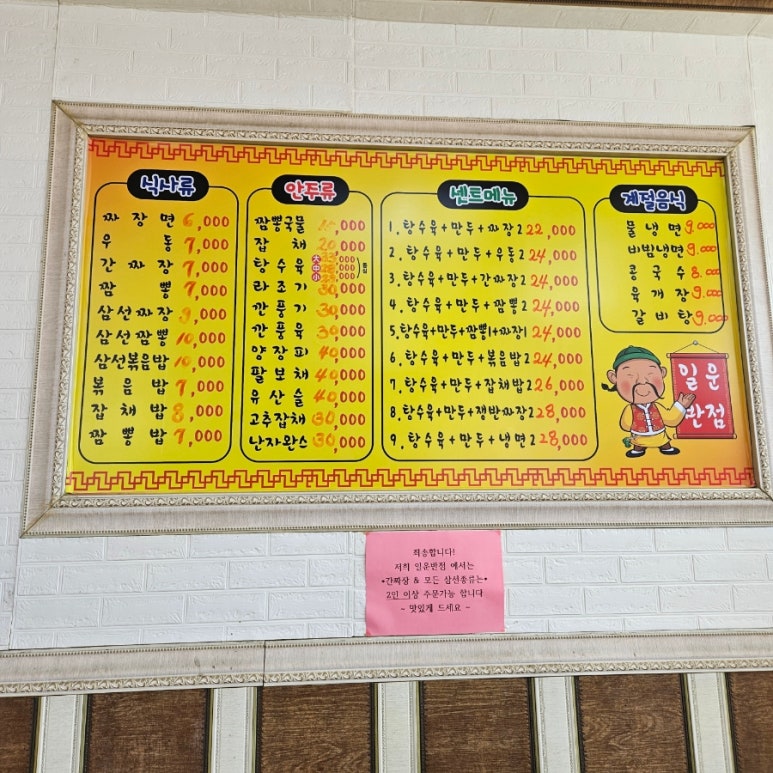 식사류
짜장면 6,000
우동 7,000
간짜장 7,000
짬뽕 7,000
삼선짜장 9,000
삼선짬뽕 10,000
삼선볶음밥 10,000
볶음밥 7,000
잡채밥 8,000
짬뽕밥 7,000
안주류
짬뽕국물
잡채 20,000
탕수육 大 中 小
라조기 30,000
깐풍기 30,000
깐풍육 30,000
양장피 40,000
팔보채 40,000
유산슬 40,000
고추잡채 30,000
난자완스 30,000
셋트메뉴
1. 탕수육+만두+짜장2 22,000
2. 탕수육+만두+우동2 24,000
3. 탕수육+만두+간짜장2 24,000
4. 탕수육+만두+짬뽕2 24,000
5. 탕수육+만두+짬뽕1+짜장1 24,000
6. 탕수육+만두+볶음밥2 24,000
7. 탕수육+만두+잡채밥2 26,000
8. 탕수육+만두+쟁반짜장2 28,000
9. 탕수육+만두+냉면2 28,000
계절음식
물냉면 9.000
비빔냉면 9.000
콩국수 8.000
육개장 9.000
갈비탕 9.000
일운
관점
죄송합니다!
저희 일운반점 에서는
*간짜장 & 모든 삼선종류는*
2인 이상 주문가능 합니다
~ 맛있게 드세요 ~